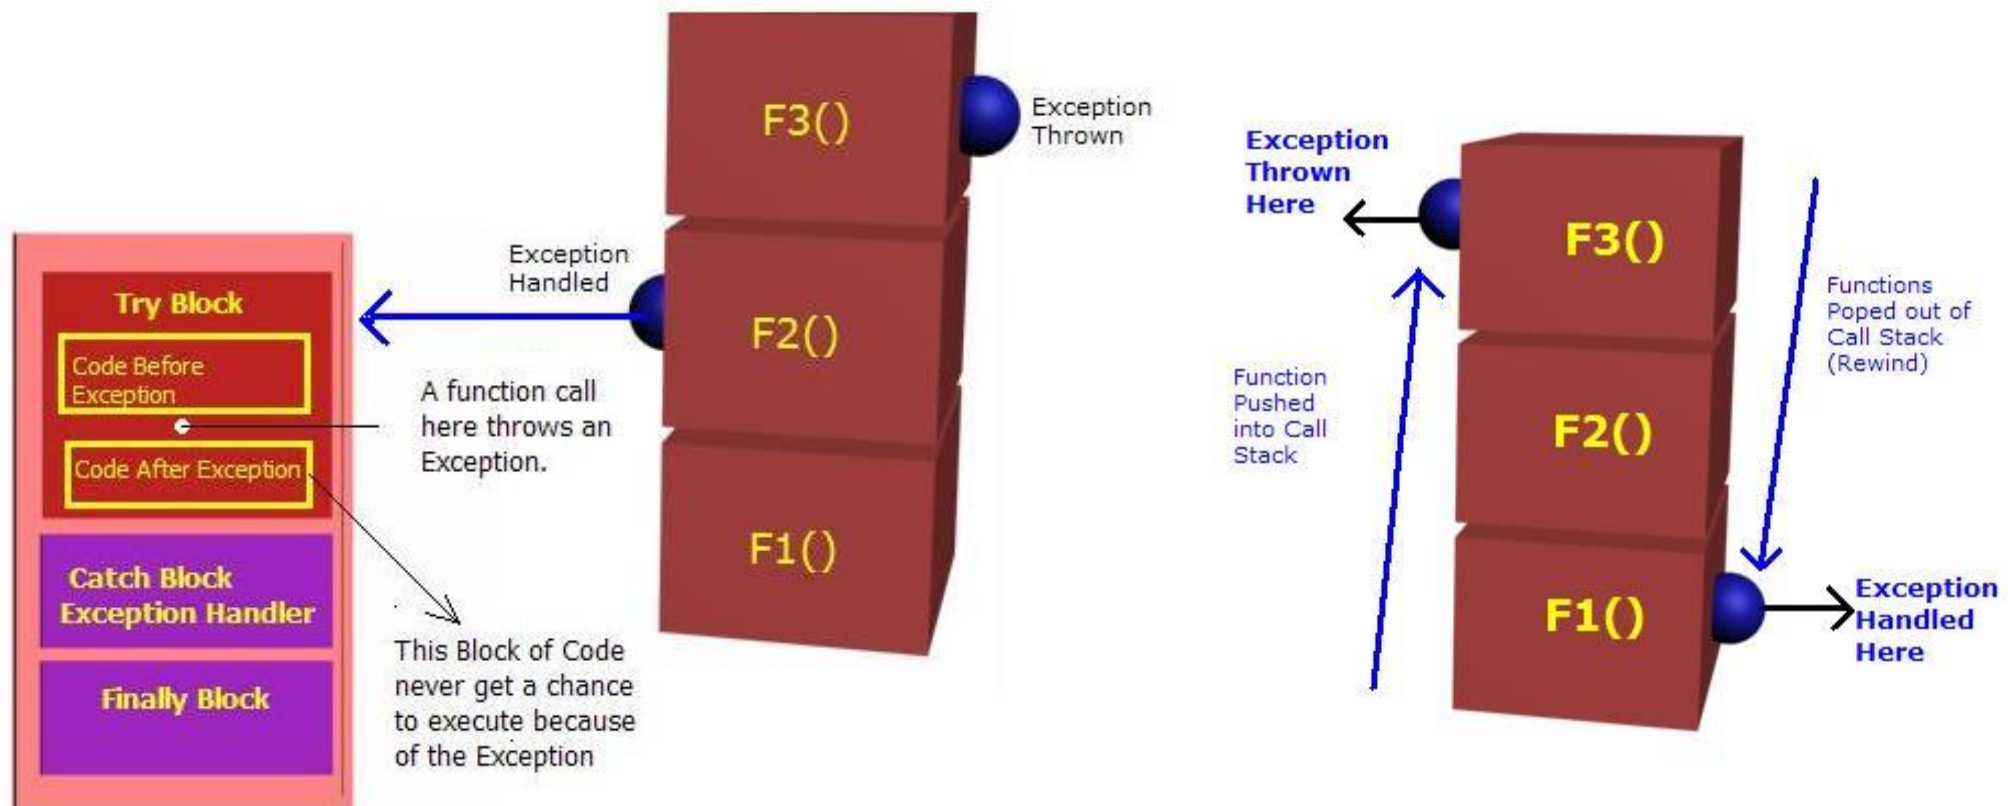 F3()
Exception
Thrown
Exception
Handled
F2()
F1()
Try Block
Code Before
Exception
Code After Exception
A function call
here throws an
Exception.
Catch Block
Exception Handler
Finally Block
This Block of Code
never get a chance
to execute because
of the Exception
Exception
Thrown
Here
F3()
Functions
Poped out of
Call Stack
(Rewind)
Function
Pushed
into Call
Stack
F2()
F1()
Exception
Handled
Here